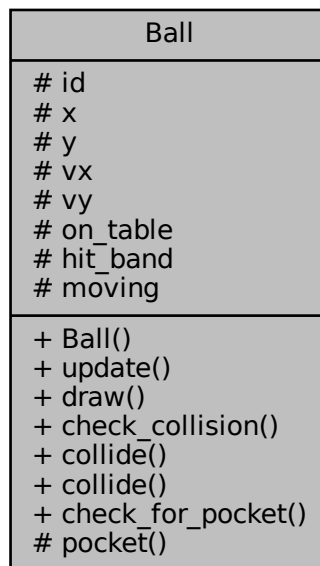 Ball
# id
# x
# y
# vx
# vy
# on_table
# hit_band
# moving
+ Ball()
+ update()
+ draw()
+ check_collision()
+ collide()
+ collide()
+ check_for_pocket()
# pocket()